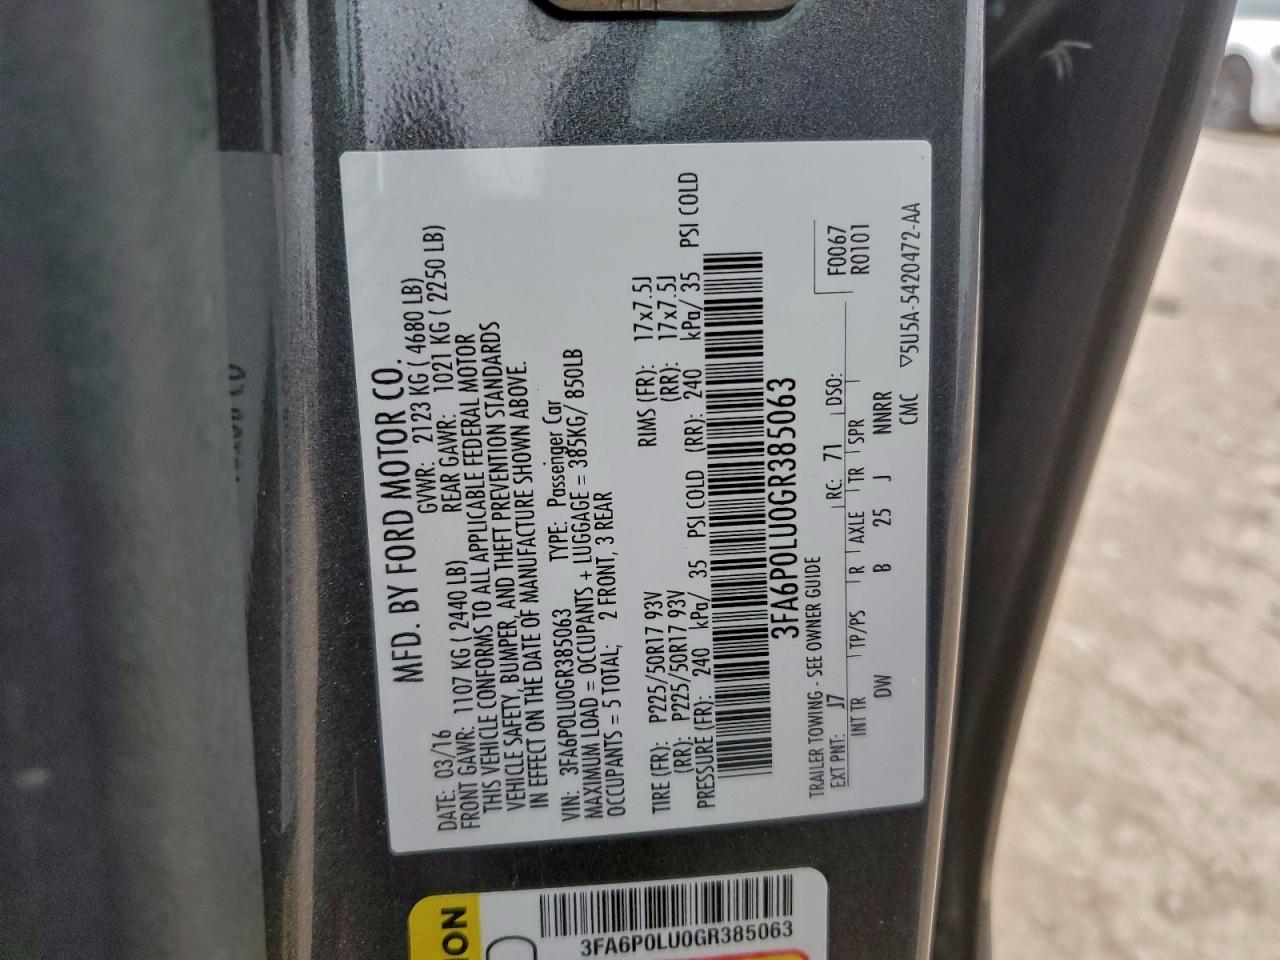 MFD. BY FORD MOTOR CO.
DATE: 03/16 GVWR: 2123 KG ( 4680 LB)
FRONT GAWR: 1107 KG ( 2440 LB) REAR GAWR: 1021 KG ( 2250 LB)
THIS VEHICLE CONFORMS TO ALL APPLICABLE FEDERAL MOTOR
VEHICLE SAFETY, BUMPER, AND THEFT PREVENTION STANDARDS
IN EFFECT ON THE DATE OF MANUFACTURE SHOWN ABOVE.
VIN: 3FA6P0LU0GR385063 TYPE: Passenger Car
MAXIMUM LOAD = OCCUPANTS + LUGGAGE = 385KG/ 850LB
OCCUPANTS = 5 TOTAL; 2 FRONT, 3 REAR
TIRE (FR): P225/50R17 93V RIMS (FR): 17x7.5J
(RR): P225/50R17 93V (RR): 17x7.5J
PRESSURE (FR): 240 kPa/ 35 PSI COLD (RR): 240 kPa/ 35 PSI COLD
3FA6P0LU0GR385063
TRAILER TOWING - SEE OWNER GUIDE F0067
EXT PNT: J7 RC: 71 DSO: R0101
INT TR TP/PS R AXLE TR SPR
DW B 25 J NNRR
CMC ▽5U5A-5420472-AA
ION
3FA6P0LU0GR385063